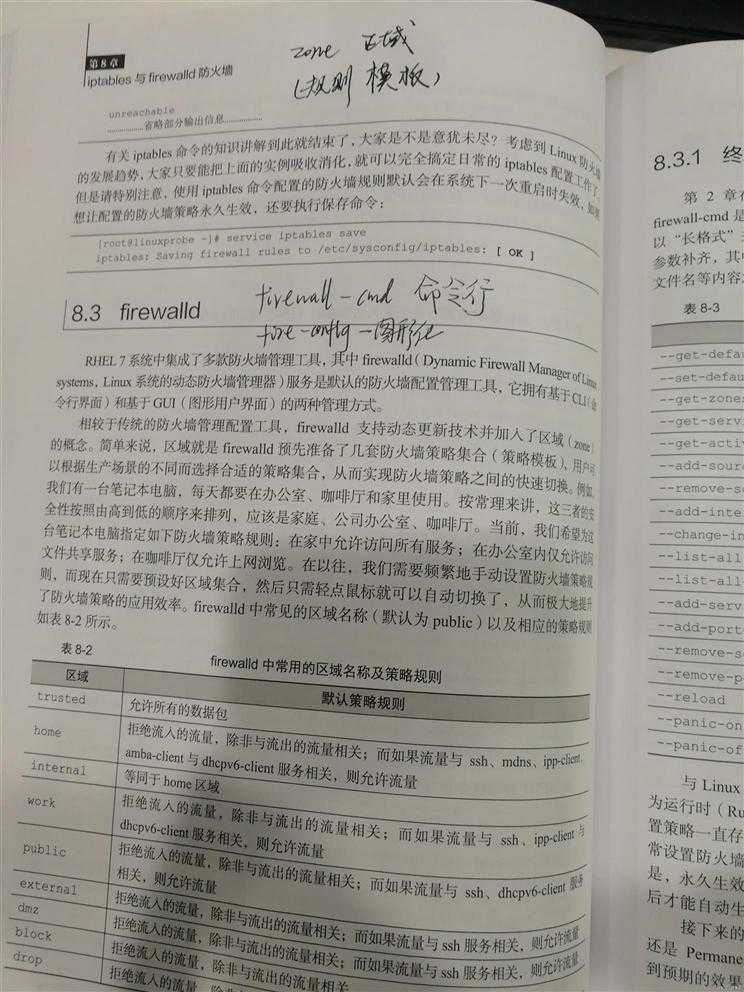 第8章
iptables 与 firewalld 防火墙
zone 区域
(规则 模板)
unreachable
………………省略部分输出信息………………
有关 iptables 命令的知识讲解到此就结束了，大家是不是意犹未尽？考虑到 Linux 防火墙
的发展趋势，大家只要能把上面的实例吸收消化，就可以完全搞定日常的 iptables 配置工作了。
但是请特别注意，使用 iptables 命令配置的防火墙规则默认会在系统下一次重启时失效，如果
想让配置的防火墙策略永久生效，还要执行保存命令：
[root@linuxprobe ~]# service iptables save
iptables: Saving firewall rules to /etc/sysconfig/iptables: [ OK ]
8.3 firewalld
firewall-cmd 命令行
fire-config 一图形化
RHEL 7 系统中集成了多款防火墙管理工具，其中 firewalld（Dynamic Firewall Manager of Linux
systems，Linux 系统的动态防火墙管理器）服务是默认的防火墙配置管理工具，它拥有基于 CLI（命
令行界面）和基于 GUI（图形用户界面）的两种管理方式。
相较于传统的防火墙管理配置工具，firewalld 支持动态更新技术并加入了区域（zone）
的概念。简单来说，区域就是 firewalld 预先准备了几套防火墙策略集合（策略模板），用户可
以根据生产场景的不同而选择合适的策略集合，从而实现防火墙策略之间的快速切换。例如，
我们有一台笔记本电脑，每天都要在办公室、咖啡厅和家里使用。按常理来讲，这三者的安
全性按照由高到低的顺序来排列，应该是家庭、公司办公室、咖啡厅。当前，我们希望为这
台笔记本电脑指定如下防火墙策略规则：在家中允许访问所有服务；在办公室内仅允许访问
文件共享服务；在咖啡厅仅允许上网浏览。在以往，我们需要频繁地手动设置防火墙策略规
则，而现在只需要预设好区域集合，然后只需轻点鼠标就可以自动切换了，从而极大地提升
了防火墙策略的应用效率。firewalld 中常见的区域名称（默认为 public）以及相应的策略规则
如表 8-2 所示。
表 8-2
firewalld 中常用的区域名称及策略规则
区域 默认策略规则
trusted 允许所有的数据包
home 拒绝流入的流量，除非与流出的流量相关；而如果流量与 ssh、mdns、ipp-client、
amba-client 与 dhcpv6-client 服务相关，则允许流量
internal 等同于 home 区域
work 拒绝流入的流量，除非与流出的流量相关；而如果流量与 ssh、ipp-client 与
dhcpv6-client 服务相关，则允许流量
public 拒绝流入的流量，除非与流出的流量相关；而如果流量与 ssh、dhcpv6-client 服务
相关，则允许流量
external 拒绝流入的流量，除非与流出的流量相关；而如果流量与 ssh 服务相关，则允许流量
dmz 拒绝流入的流量，除非与流出的流量相关；而如果流量与 ssh 服务相关，则允许流量
block 拒绝流入的流量，除非与流出的流量相关
drop 拒绝流入的流量，除非与流出的流量相关
8.3.1 终
第 2 章在
firewall-cmd 是
以“长格式”
参数补齐，其中
文件名等内容
表 8-3
--get-defau
--set-defau
--get-zones
--get-servi
--get-activ
--add-sourc
--remove-s
--add-inte
--change-in
--list-all
--list-all
--add-serv
--add-port
--remove-s
--remove-p
--reload
--panic-on
--panic-of
与 Linux
为运行时（Ru
置策略一直存
常设置防火墙
是，永久生效
后才能自动生
接下来的
还是 Permane
到预期的效果